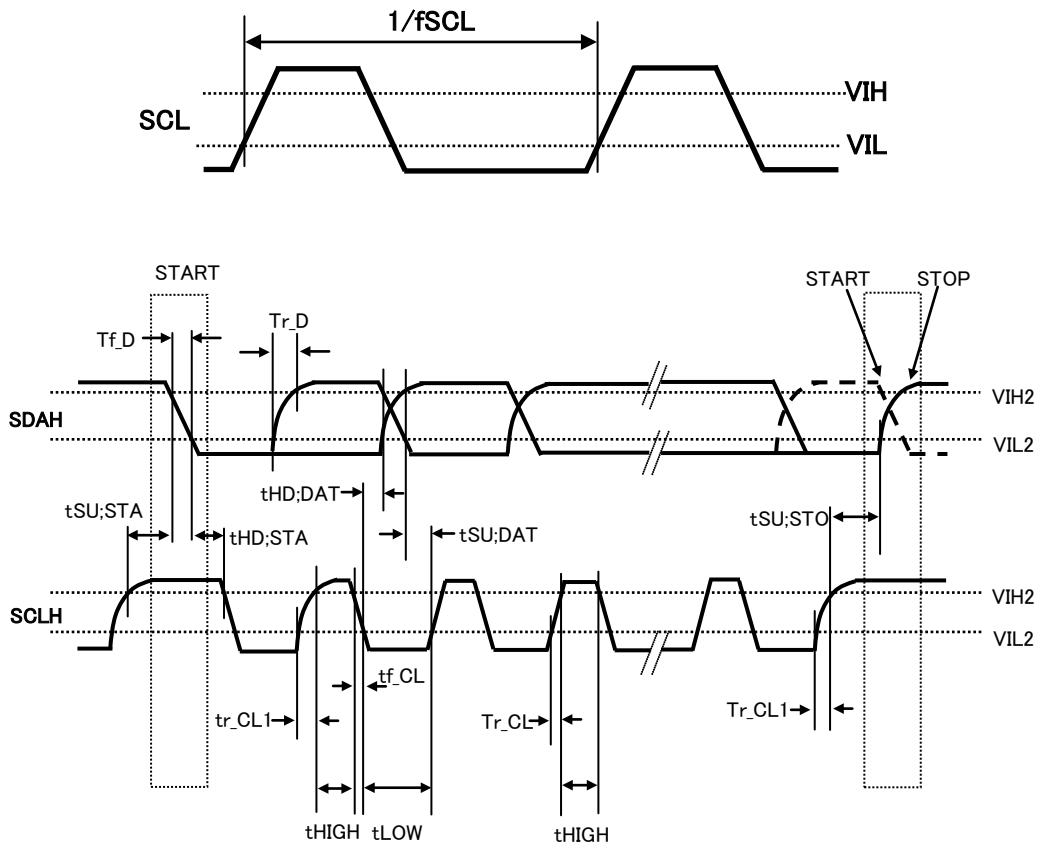 1/fSCL
VIH
SCL
VIL
START
START
STOP
Tr_D
Tf_D
VIH2
SDAH
VIL2
tHD;DAT
tSU;STA
tSU;STO
tSU;DAT
tHD;STA
VIH2
SCLH
VIL2
tf_CL
tr_CL1
Tr_CL
Tr_CL1
tHIGH
tLOW
tHIGH